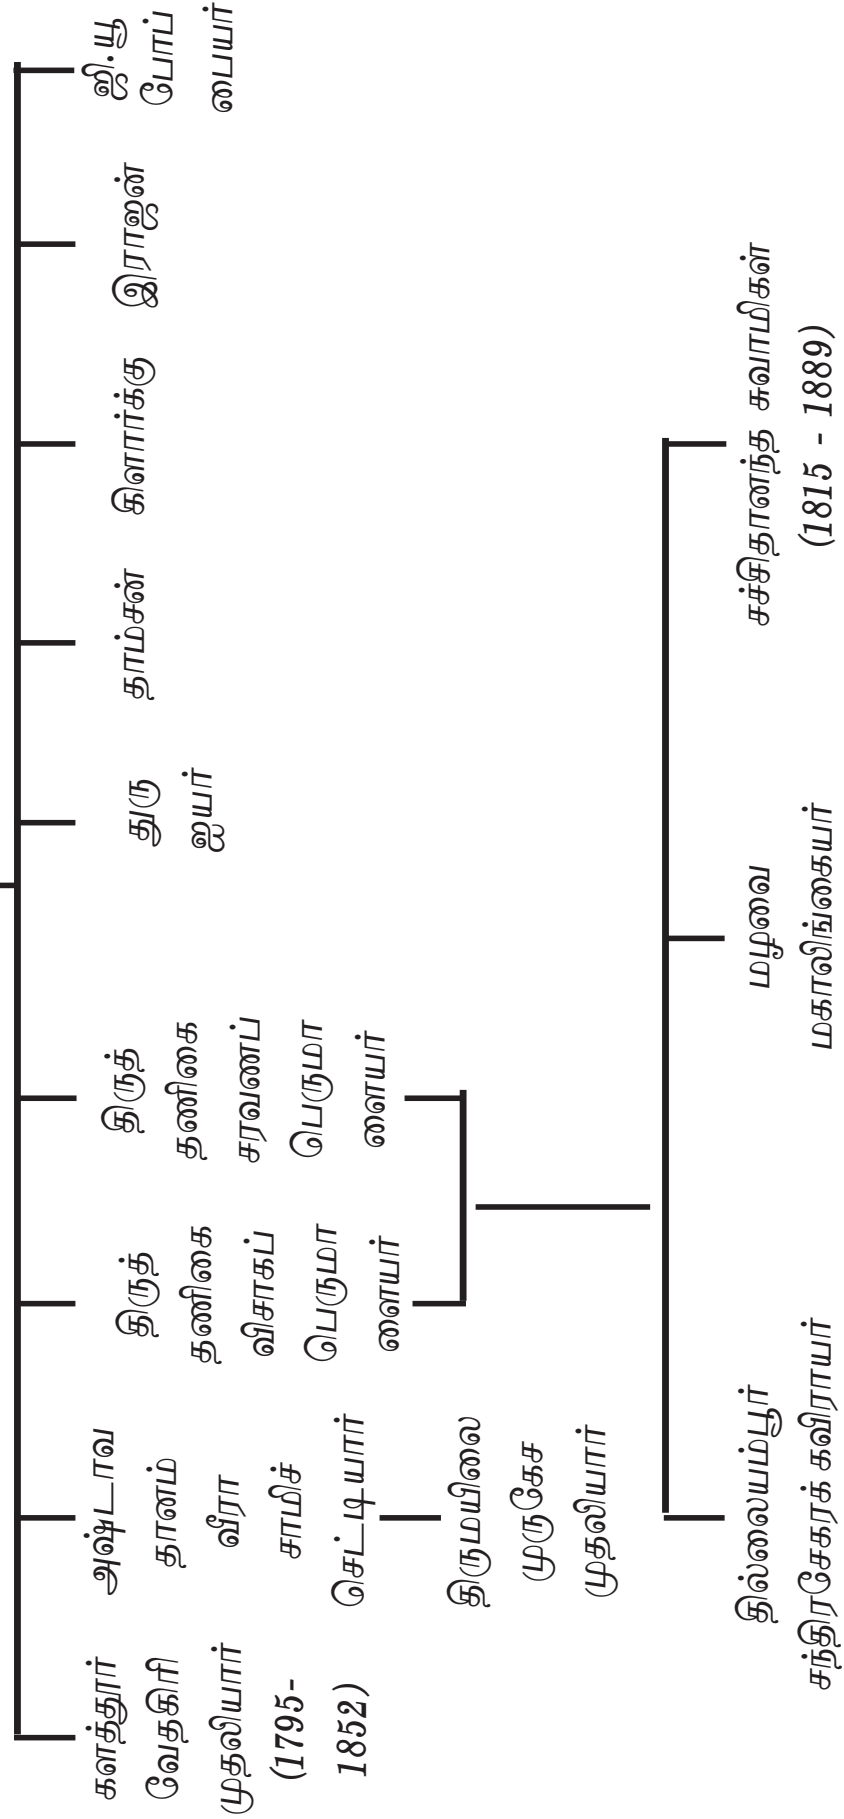 களத்தூர்
வேதகிரி
முதலியார்
(1795-
1852)
அஷ்டாவ
தானம்
வீரா
சாமிச்
செட்டியார்
திருமயிலை
முருகேச
முதலியார்
திருத்
தணிகை
விசாகப்
பெருமா
ளையர்
திருத்
தணிகை
சரவணப்
பெருமா
ளையர்
துரு
ஐயர்
தாம்சன்
கிளார்க்கு
இராஜன்
ஜி.யூ
போப்
பையர்
தில்லையம்பூர்
சந்திரசேகரக் கவிராயர்
மழவை
மகாலிங்கையர்
சச்சிதானந்த சுவாமிகள்
(1815 - 1889)